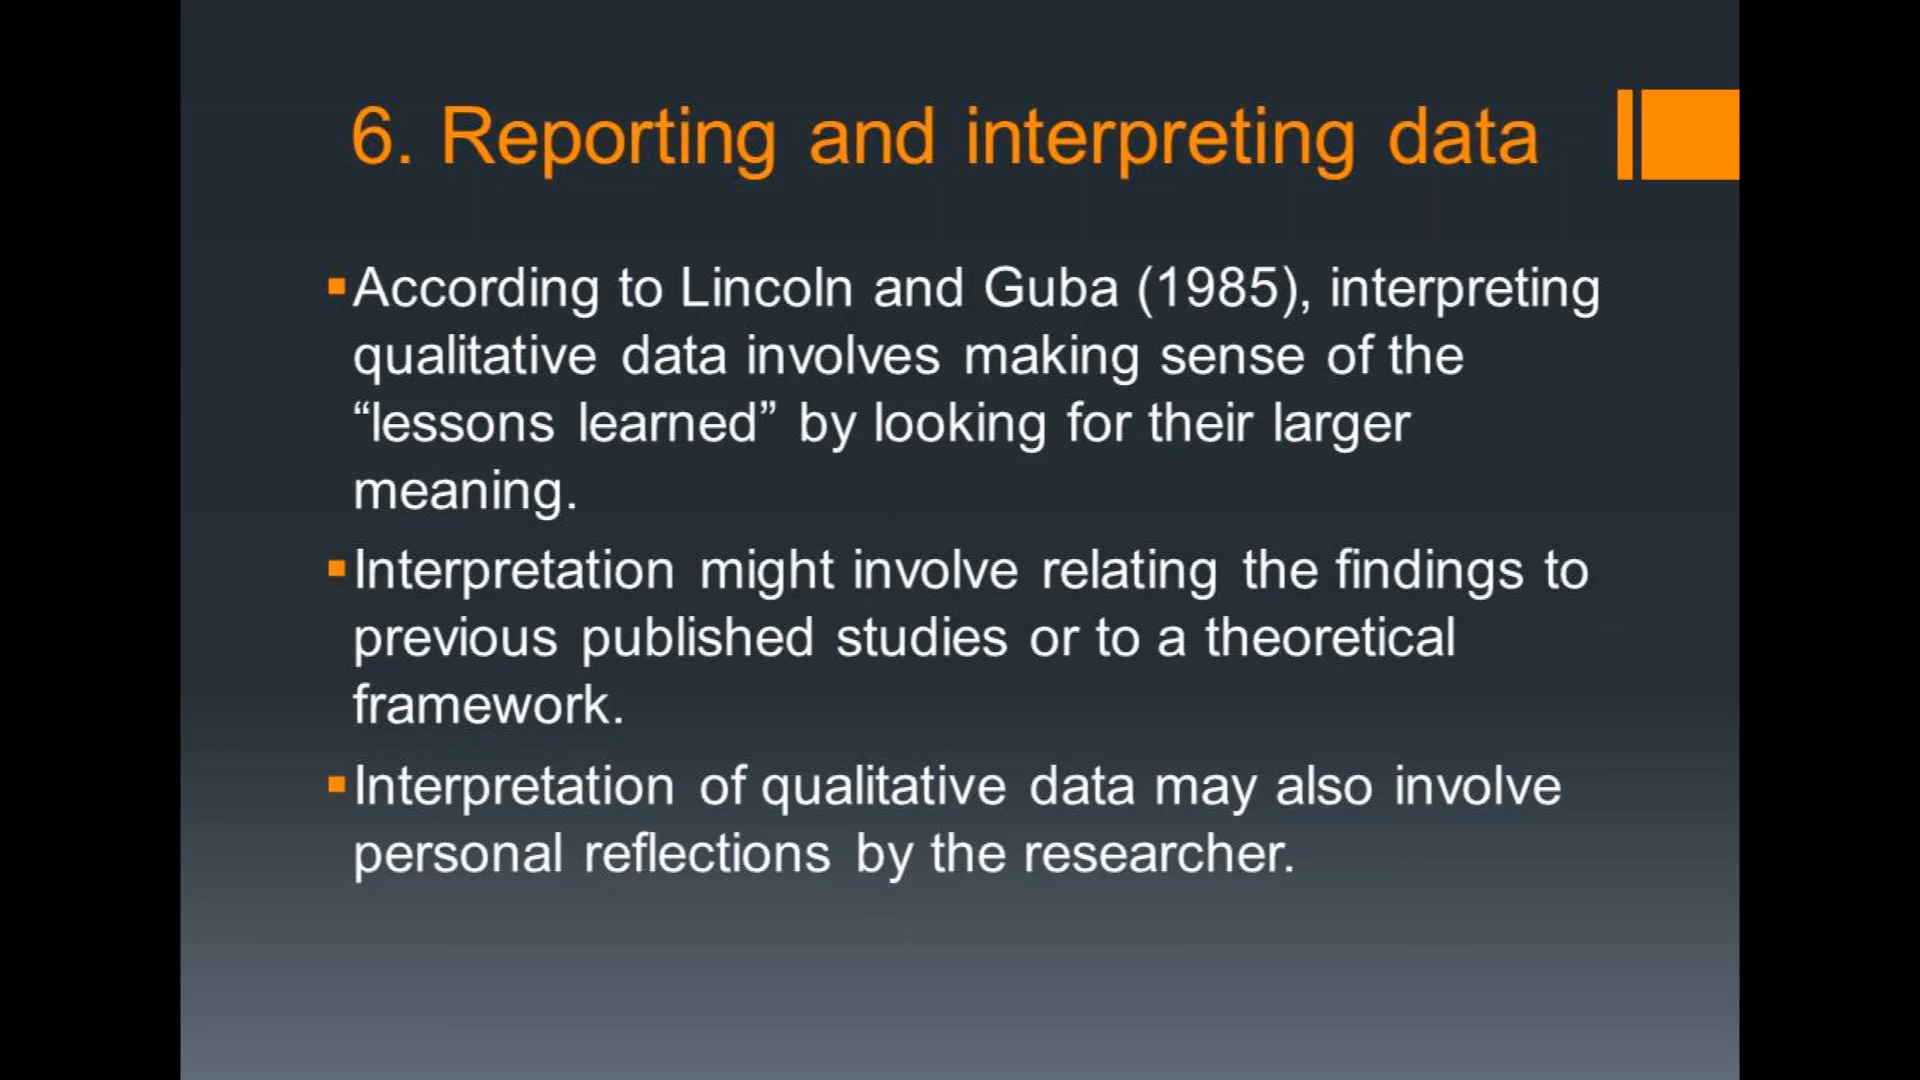 6. Reporting and interpreting data
▪According to Lincoln and Guba (1985), interpreting
qualitative data involves making sense of the
“lessons learned” by looking for their larger
meaning.
▪Interpretation might involve relating the findings to
previous published studies or to a theoretical
framework.
▪Interpretation of qualitative data may also involve
personal reflections by the researcher.